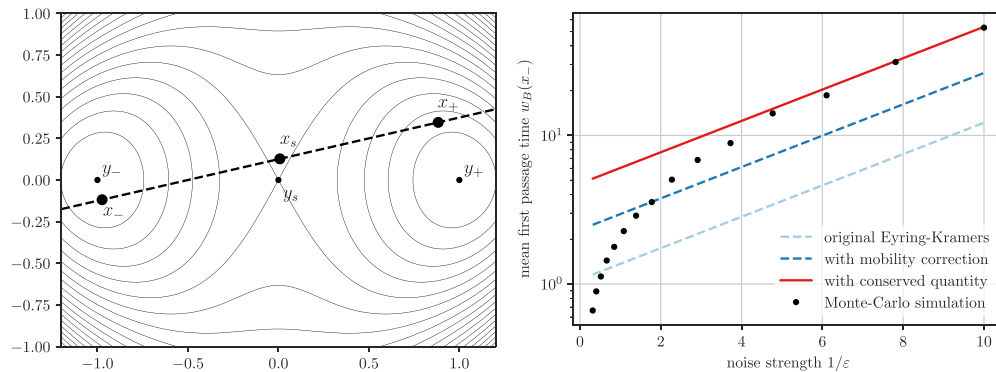 1.00
0.75
0.50
0.25
0.00
−0.25
−0.50
−0.75
−1.00
−1.0
−0.5
0.0
0.5
1.0
x₊
xₛ
y₋
y₊
yₛ
x₋
mean first passage time w_B(x₋)
10¹
10⁰
original Eyring-Kramers
with mobility correction
with conserved quantity
Monte-Carlo simulation
0
2
4
6
8
10
noise strength 1/ε